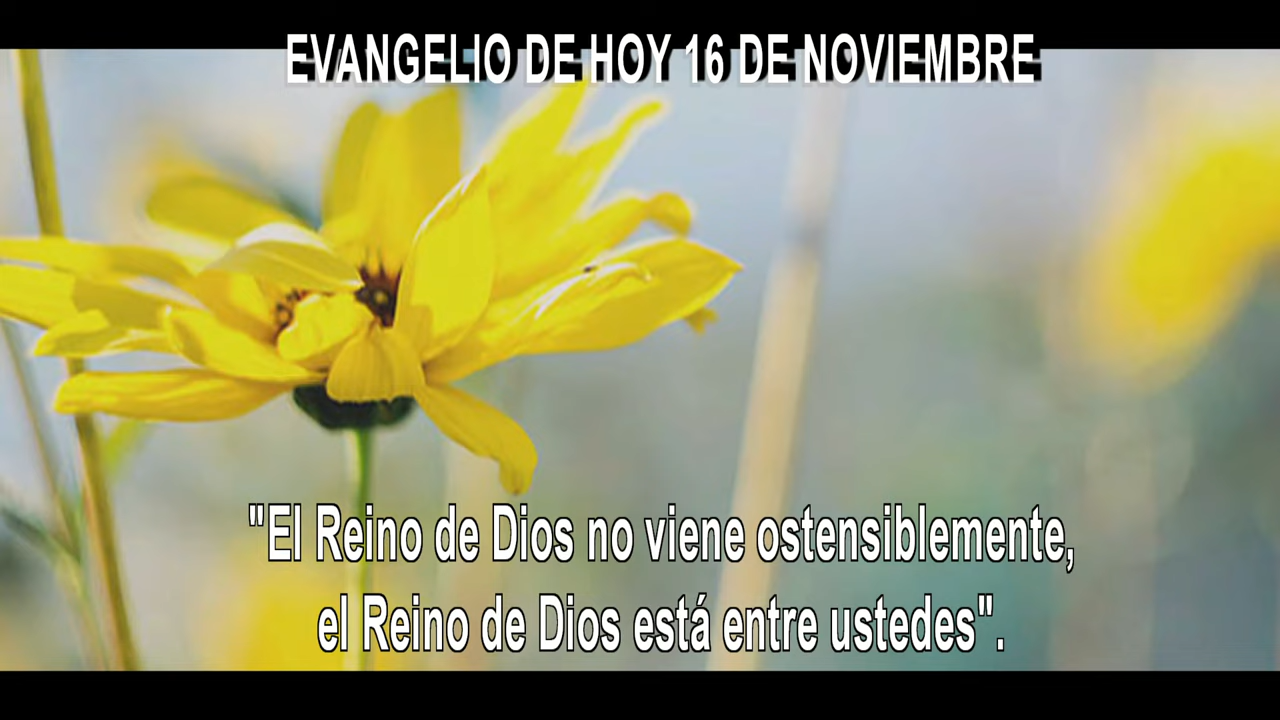 EVANGELIO DE HOY 16 DE NOVIEMBRE
"El Reino de Dios no viene ostensiblemente,
el Reino de Dios está entre ustedes".